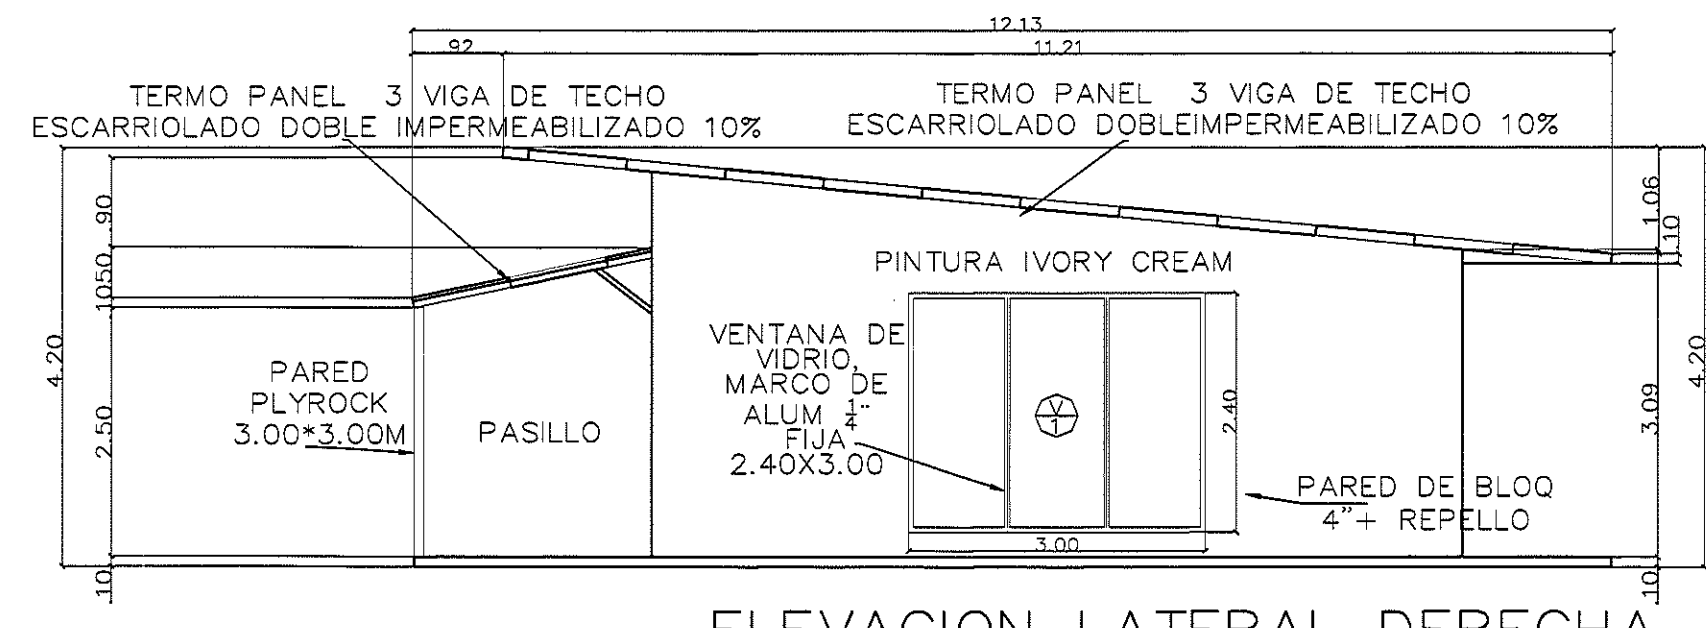 12.13
92
11.21
TERMO PANEL 3 VIGA DE TECHO
ESCARRIOLADO DOBLE IMPERMEABILIZADO 10%
TERMO PANEL 3 VIGA DE TECHO
ESCARRIOLADO DOBLEIMPERMEABILIZADO 10%
.90
.50
.10
4.20
2.50
.10
1.06
.10
4.20
3.09
.10
PINTURA IVORY CREAM
VENTANA DE
VIDRIO,
MARCO DE
ALUM 1/4"
FIJA
2.40X3.00
PARED
PLYROCK
3.00*3.00M
PASILLO
V
1
2.40
3.00
PARED DE BLOQ
4"+ REPELLO
ELEVACION LATERAL DERECHA